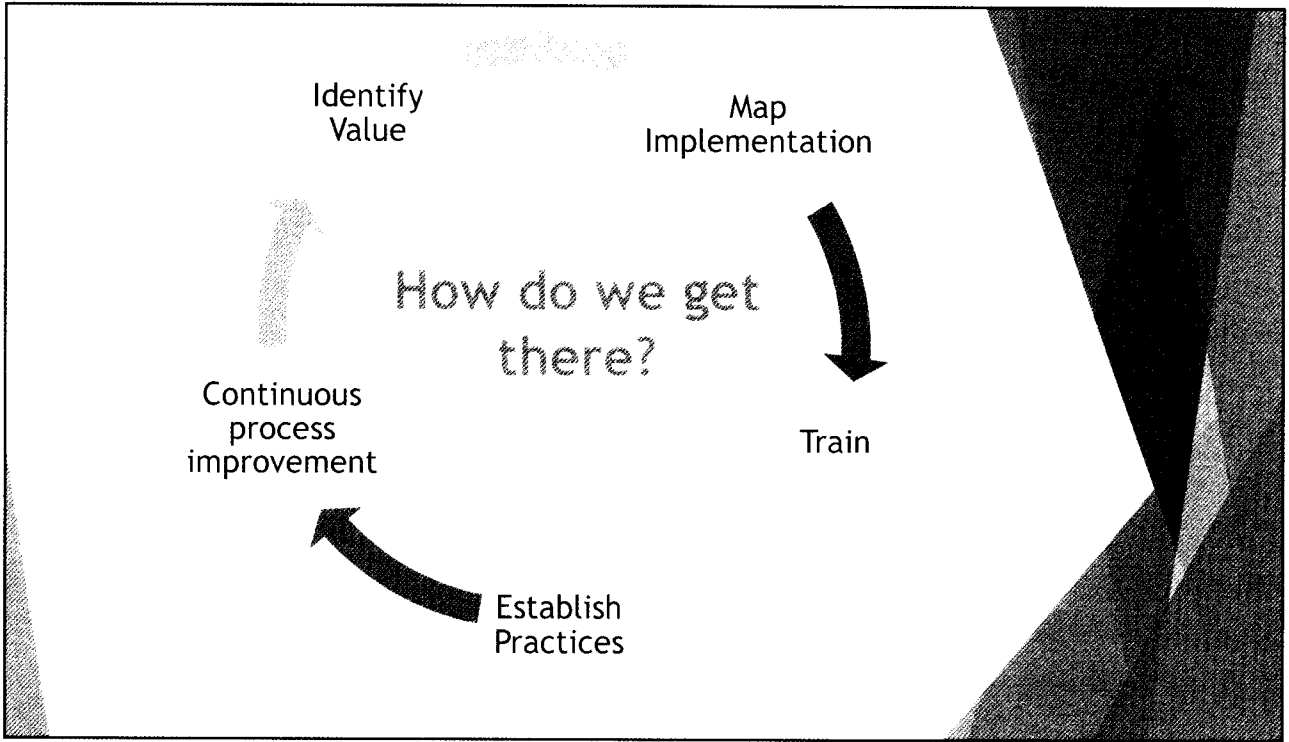 Identify
Value
Map
Implementation
How do we get
there?
Continuous
process
improvement
Train
Establish
Practices